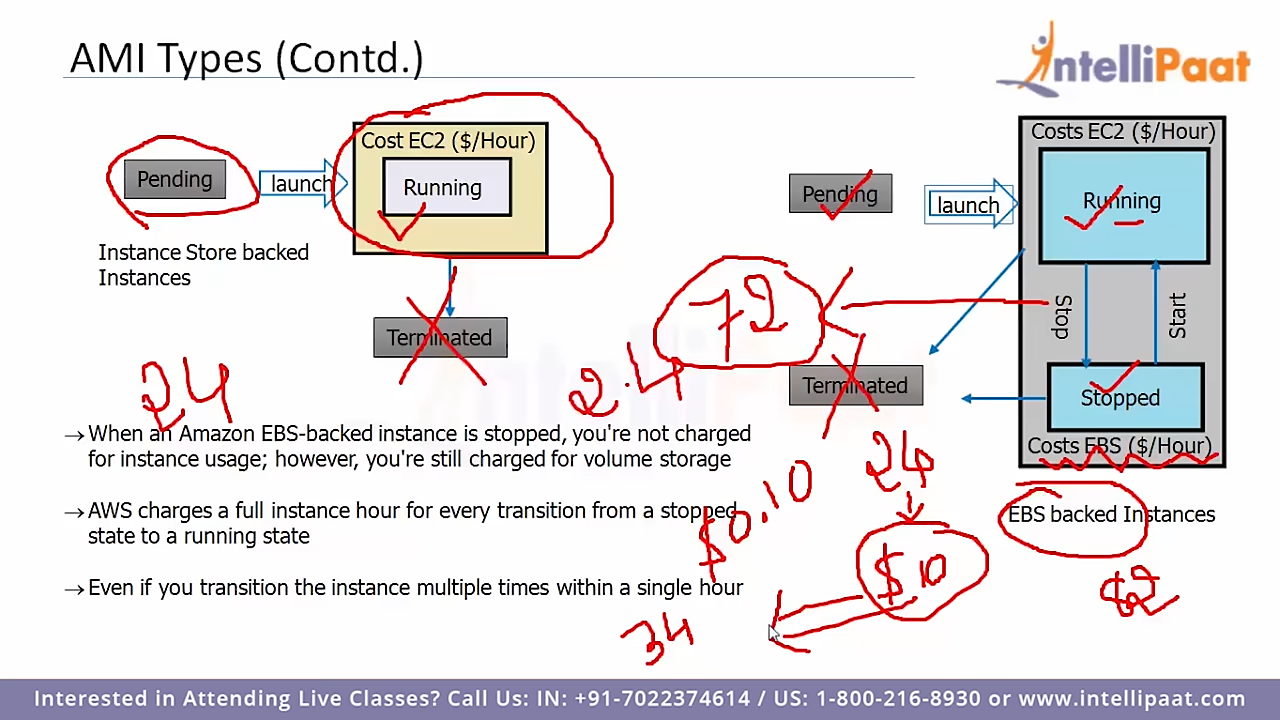 AMI Types (Contd.)
IntelliPaat
Pending
launch
Cost EC2 ($/Hour)
Running
Instance Store backed
Instances
Terminated
Pending
launch
Costs EC2 ($/Hour)
Running
Stop
Start
Stopped
Terminated
Costs EBS ($/Hour)
EBS backed Instances
72
24
2.4
24
$0.10
$10
34
→When an Amazon EBS-backed instance is stopped, you're not charged
for instance usage; however, you're still charged for volume storage
→AWS charges a full instance hour for every transition from a stopped
state to a running state
→Even if you transition the instance multiple times within a single hour
Interested in Attending Live Classes? Call Us: IN: +91-7022374614 / US: 1-800-216-8930 or www.intellipaat.com